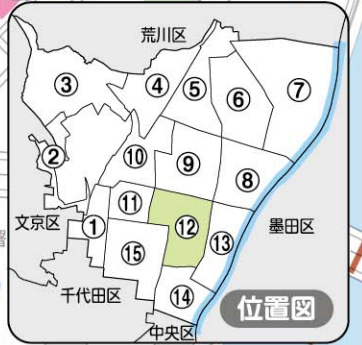 荒川区
③
④
⑤
⑥
⑦
②
⑩
⑨
⑧
⑪
文京区
①
⑫
⑬
墨田区
⑮
千代田区
⑭
中央区
位置図